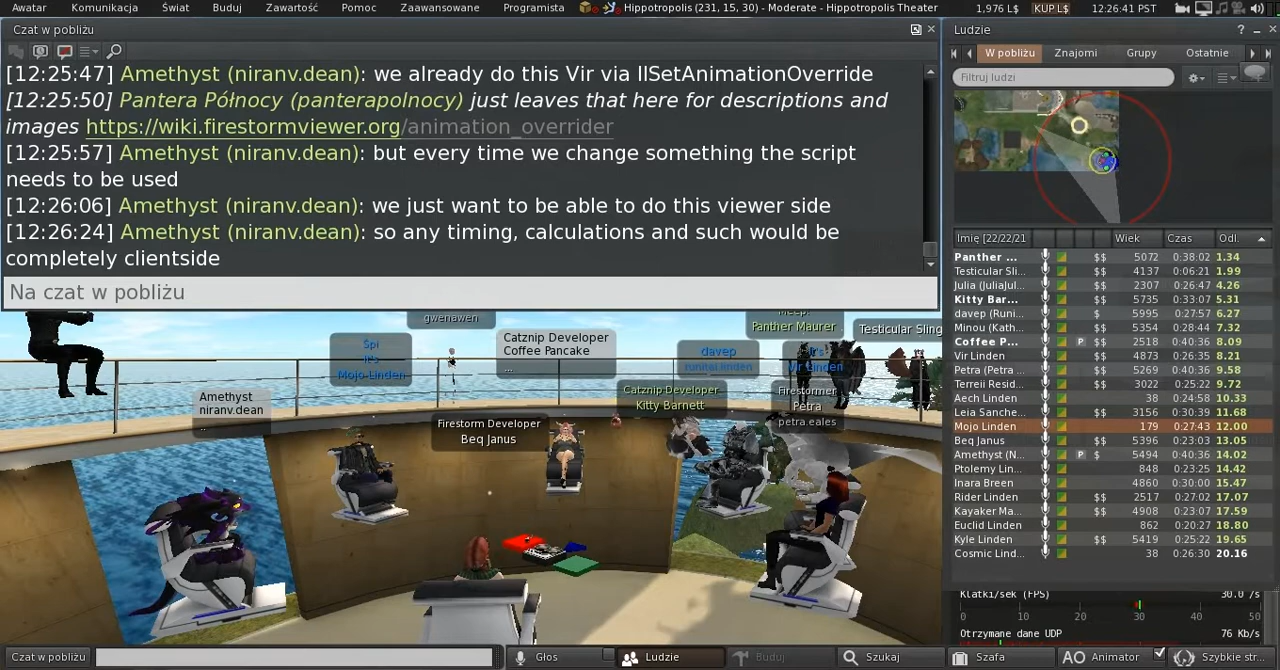 Awatar Komunikacja Świat Buduj Zawartość Pomoc Zaawansowane Programista Hippotropolis (231, 15, 30) - Moderate - Hippotropolis Theater 1,976 L$ KUP L$ 12:26:41 PST
Czat w pobliżu
[12:25:47] Amethyst (niranv.dean): we already do this Vir via llSetAnimationOverride
[12:25:50] Pantera Północy (panterapolnocy) just leaves that here for descriptions and
images https://wiki.firestormviewer.org/animation_overrider
[12:25:57] Amethyst (niranv.dean): but every time we change something the script
needs to be used
[12:26:06] Amethyst (niranv.dean): we just want to be able to do this viewer side
[12:26:24] Amethyst (niranv.dean): so any timing, calculations and such would be
completely clientside
Na czat w pobliżu
gwenawen
Panther Maurer
Testicular Sling
Catznip Developer
Coffee Pancake
...
Śpi
It's
Mojo Linden
davep
runitai.linden
It's
Vir Linden
Catznip Developer
Kitty Barnett
Firestormer
Petra
petra.eales
Amethyst
niranv.dean
Firestorm Developer
Beq Janus
Ludzie
W pobliżu Znajomi Grupy Ostatnie
Filtruj ludzi
Imię [22/22/21 Wiek Czas Odl.
Panther ... $$ 5072 0:38:02 1.34
Testicular Sli... $$ 4137 0:06:21 1.99
Julia (JuliaJul... $$ 2307 0:26:47 4.26
Kitty Bar... $$ 5735 0:33:07 5.31
davep (Runi... $ 5995 0:27:57 6.27
Minou (Kath... $$ 5354 0:28:44 7.32
Coffee P... P $$ 2518 0:40:36 8.09
Vir Linden $$ 4873 0:26:35 8.21
Petra (Petra ... $$ 5269 0:40:36 9.58
Terreii Resid... $$ 3022 0:25:22 9.72
Aech Linden 38 0:24:58 10.33
Leia Sanche... $$ 3156 0:30:39 11.68
Mojo Linden 179 0:27:43 12.00
Beq Janus $$ 5396 0:23:03 13.05
Amethyst (N... P $ 5494 0:40:36 14.02
Ptolemy Lin... 848 0:23:25 14.42
Inara Breen 4860 0:30:00 15.47
Rider Linden $$ 2517 0:27:02 17.07
Kayaker Ma... $$ 4908 0:23:07 17.59
Euclid Linden 862 0:20:27 18.80
Kyle Linden $$ 5419 0:25:22 19.65
Cosmic Lind... 38 0:26:30 20.16
Klatki/sek (FPS) 30.0 /s
0 10 20 30 40 50
Otrzymane dane UDP 76 Kb/s
Czat w pobliżu Głos Ludzie Buduj Szukaj Szafa AO Animator Szybkie str...